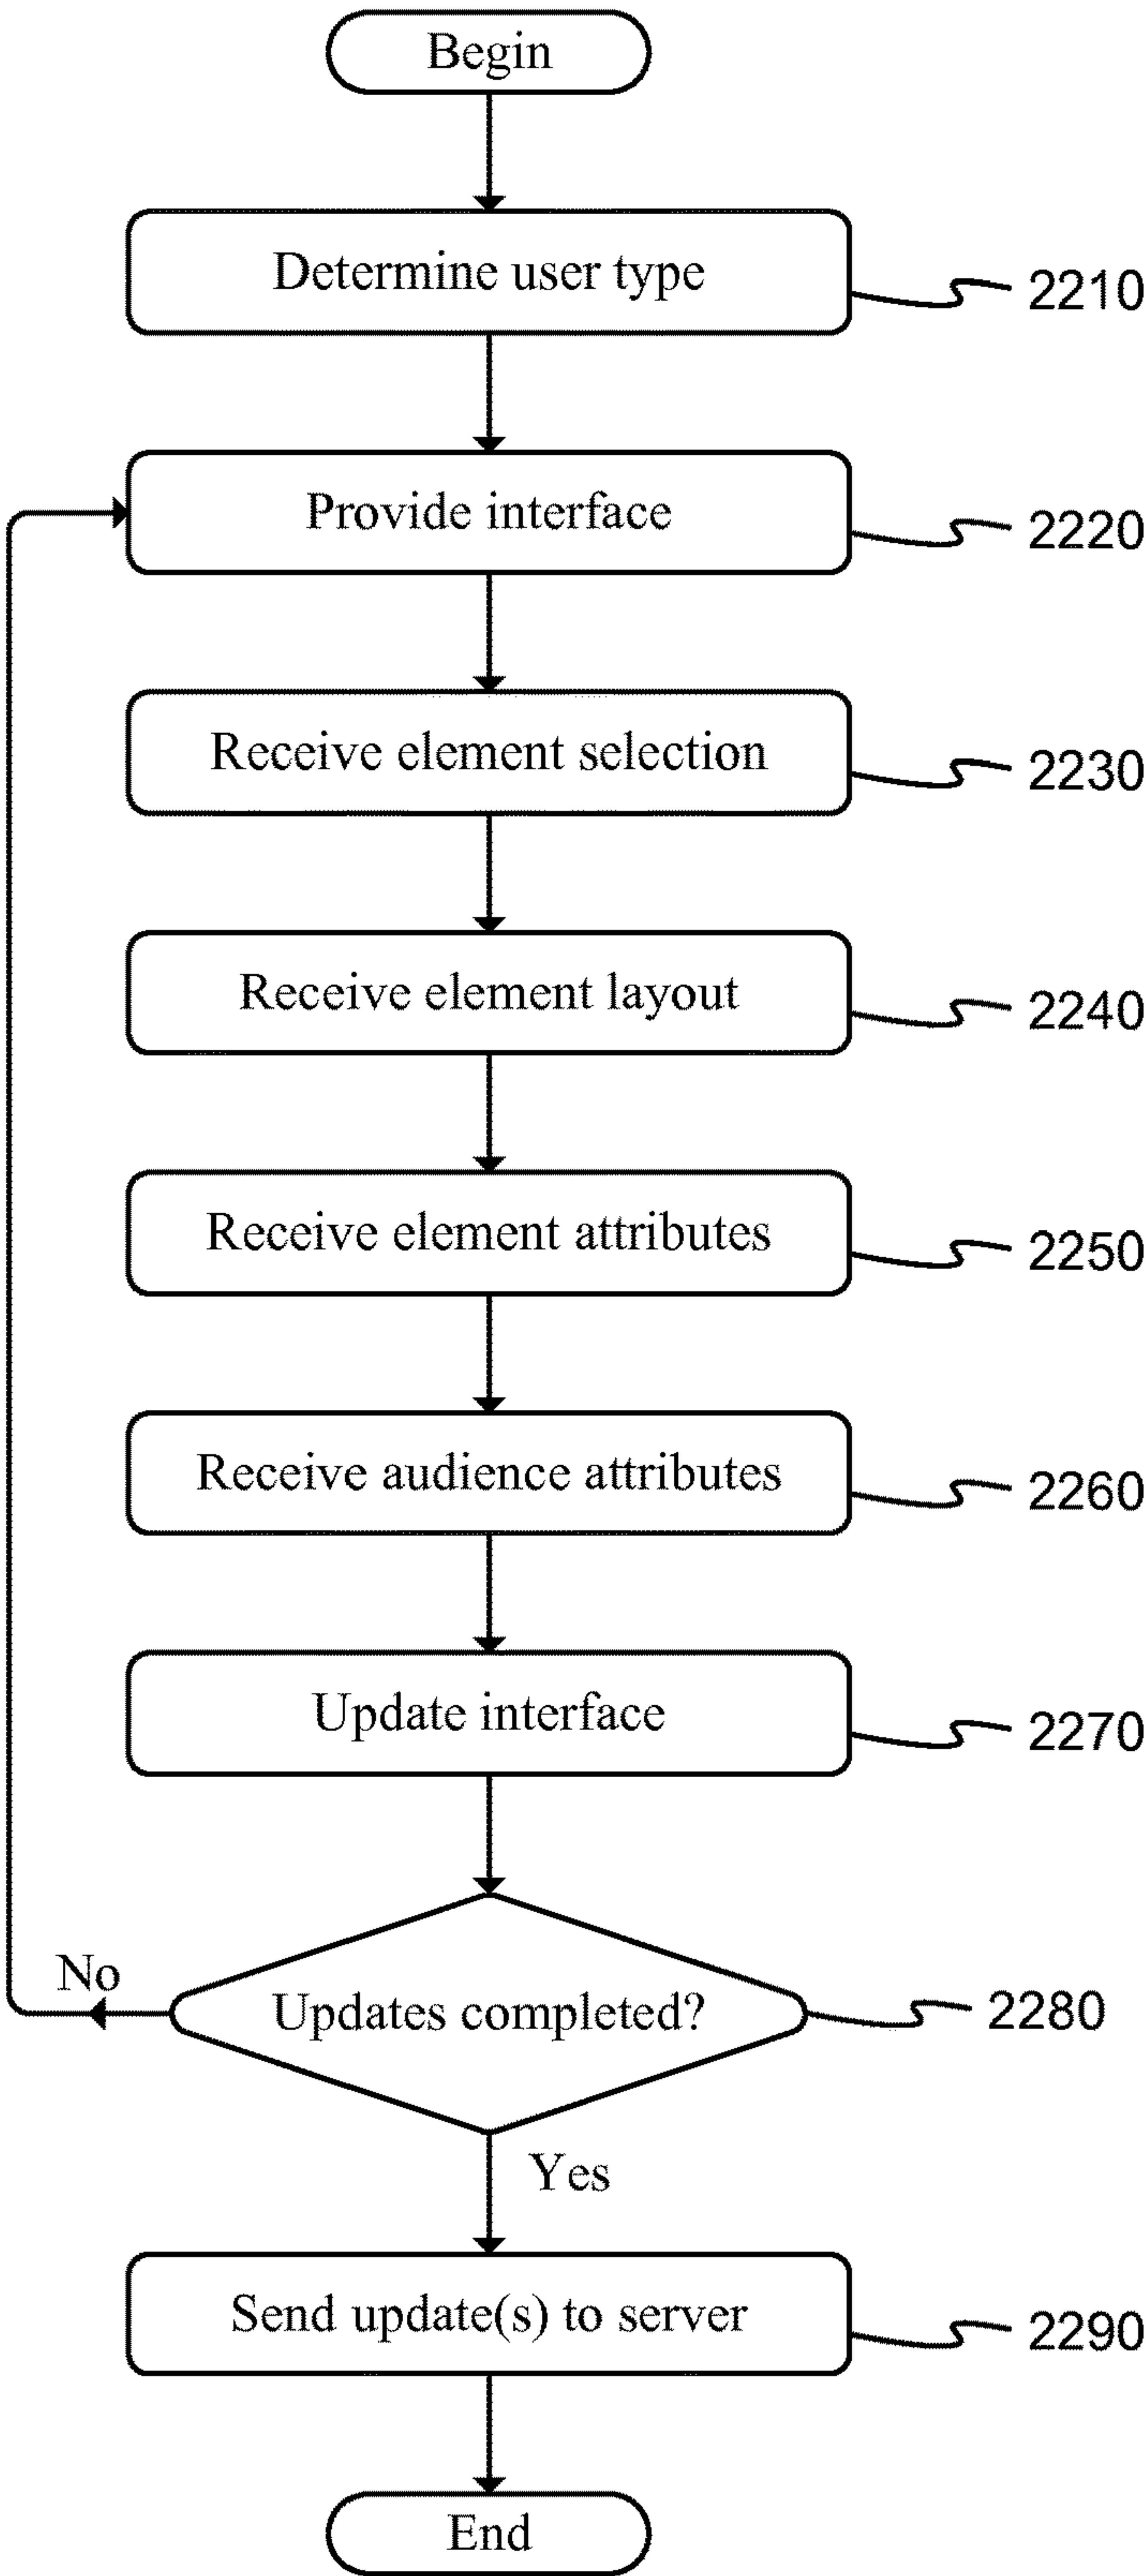 Begin
Determine user type
2210
Provide interface
2220
Receive element selection
2230
Receive element layout
2240
Receive element attributes
2250
Receive audience attributes
2260
Update interface
2270
No
Updates completed?
2280
Yes
Send update(s) to server
2290
End